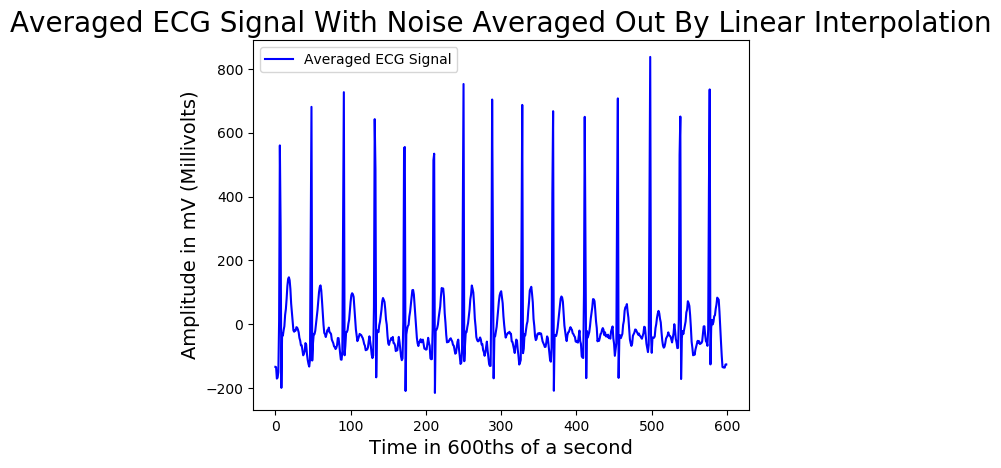 Averaged ECG Signal With Noise Averaged Out By Linear Interpolation
Averaged ECG Signal
Amplitude in mV (Millivolts)
800
600
400
200
0
−200
0 100 200 300 400 500 600
Time in 600ths of a second